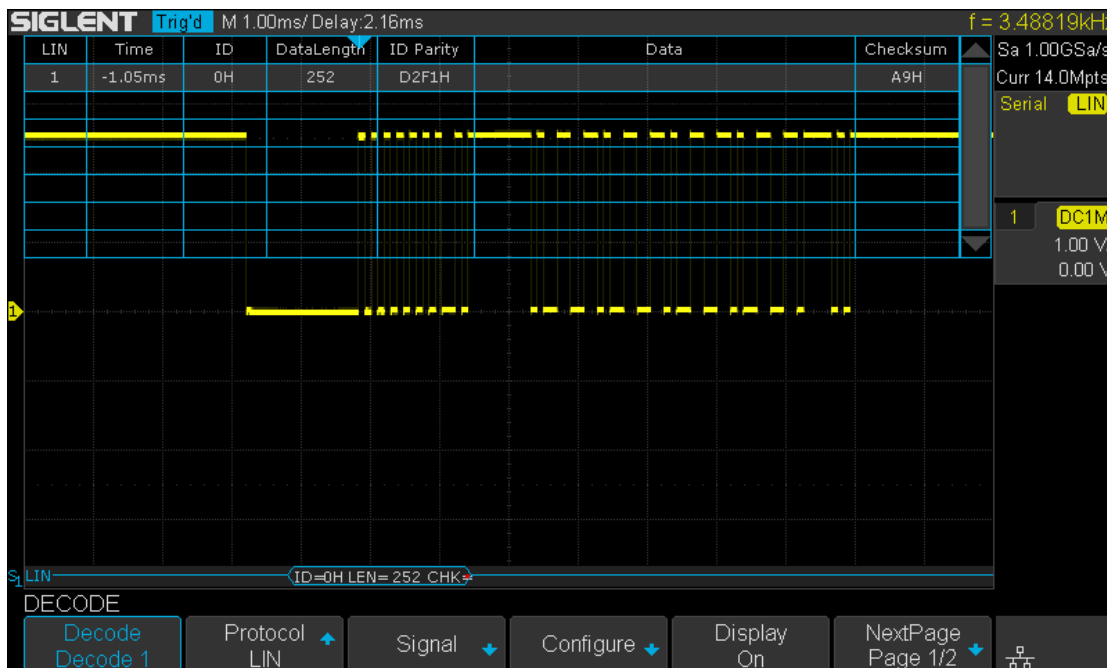 SIGLENT Trig'd M 1.00ms/ Delay:2.16ms f = 3.48819kHz
LIN Time ID DataLength ID Parity Data Checksum
1 -1.05ms 0H 252 D2F1H A9H
Sa 1.00GSa/s
Curr 14.0Mpts
Serial LIN
1 DC1M
1.00 V
0.00 V
1
S1 LIN ID=0H LEN= 252 CHK=
DECODE
Decode
Decode 1
Protocol
LIN
Signal
Configure
Display
On
NextPage
Page 1/2